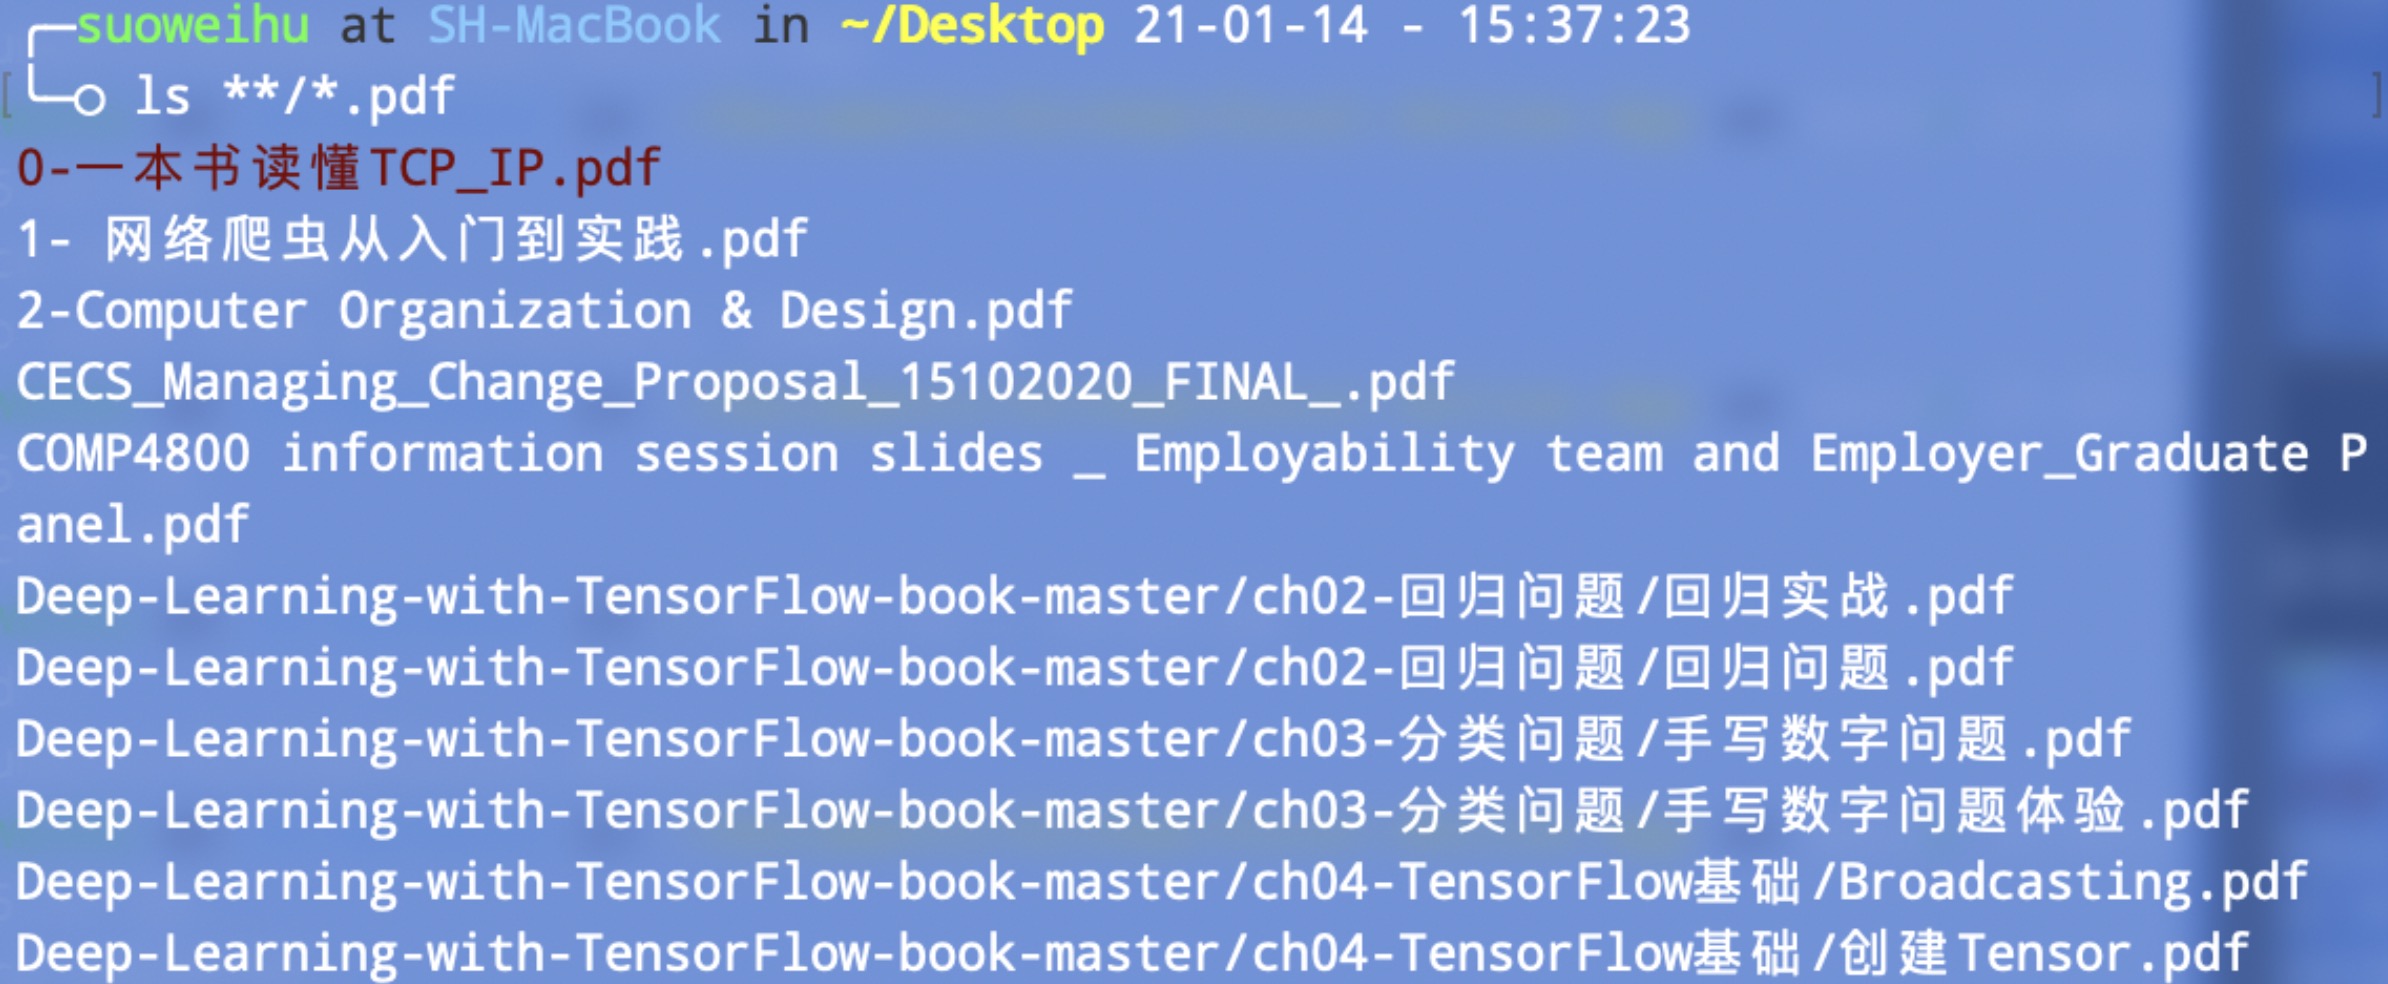 suoweihu at SH-MacBook in ~/Desktop 21-01-14 - 15:37:23
[ ls **/*.pdf ]
0-一本书读懂TCP_IP.pdf
1- 网络爬虫从入门到实践.pdf
2-Computer Organization & Design.pdf
CECS_Managing_Change_Proposal_15102020_FINAL_.pdf
COMP4800 information session slides _ Employability team and Employer_Graduate P
anel.pdf
Deep-Learning-with-TensorFlow-book-master/ch02-回归问题/回归实战.pdf
Deep-Learning-with-TensorFlow-book-master/ch02-回归问题/回归问题.pdf
Deep-Learning-with-TensorFlow-book-master/ch03-分类问题/手写数字问题.pdf
Deep-Learning-with-TensorFlow-book-master/ch03-分类问题/手写数字问题体验.pdf
Deep-Learning-with-TensorFlow-book-master/ch04-TensorFlow基础/Broadcasting.pdf
Deep-Learning-with-TensorFlow-book-master/ch04-TensorFlow基础/创建Tensor.pdf